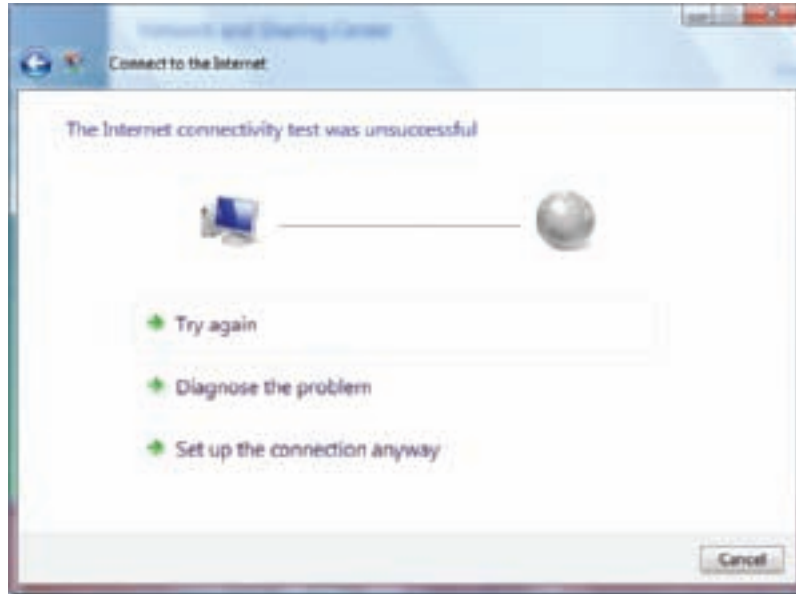 Network and Sharing Center
Connect to the Internet
The Internet connectivity test was unsuccessful
Try again
Diagnose the problem
Set up the connection anyway
Cancel